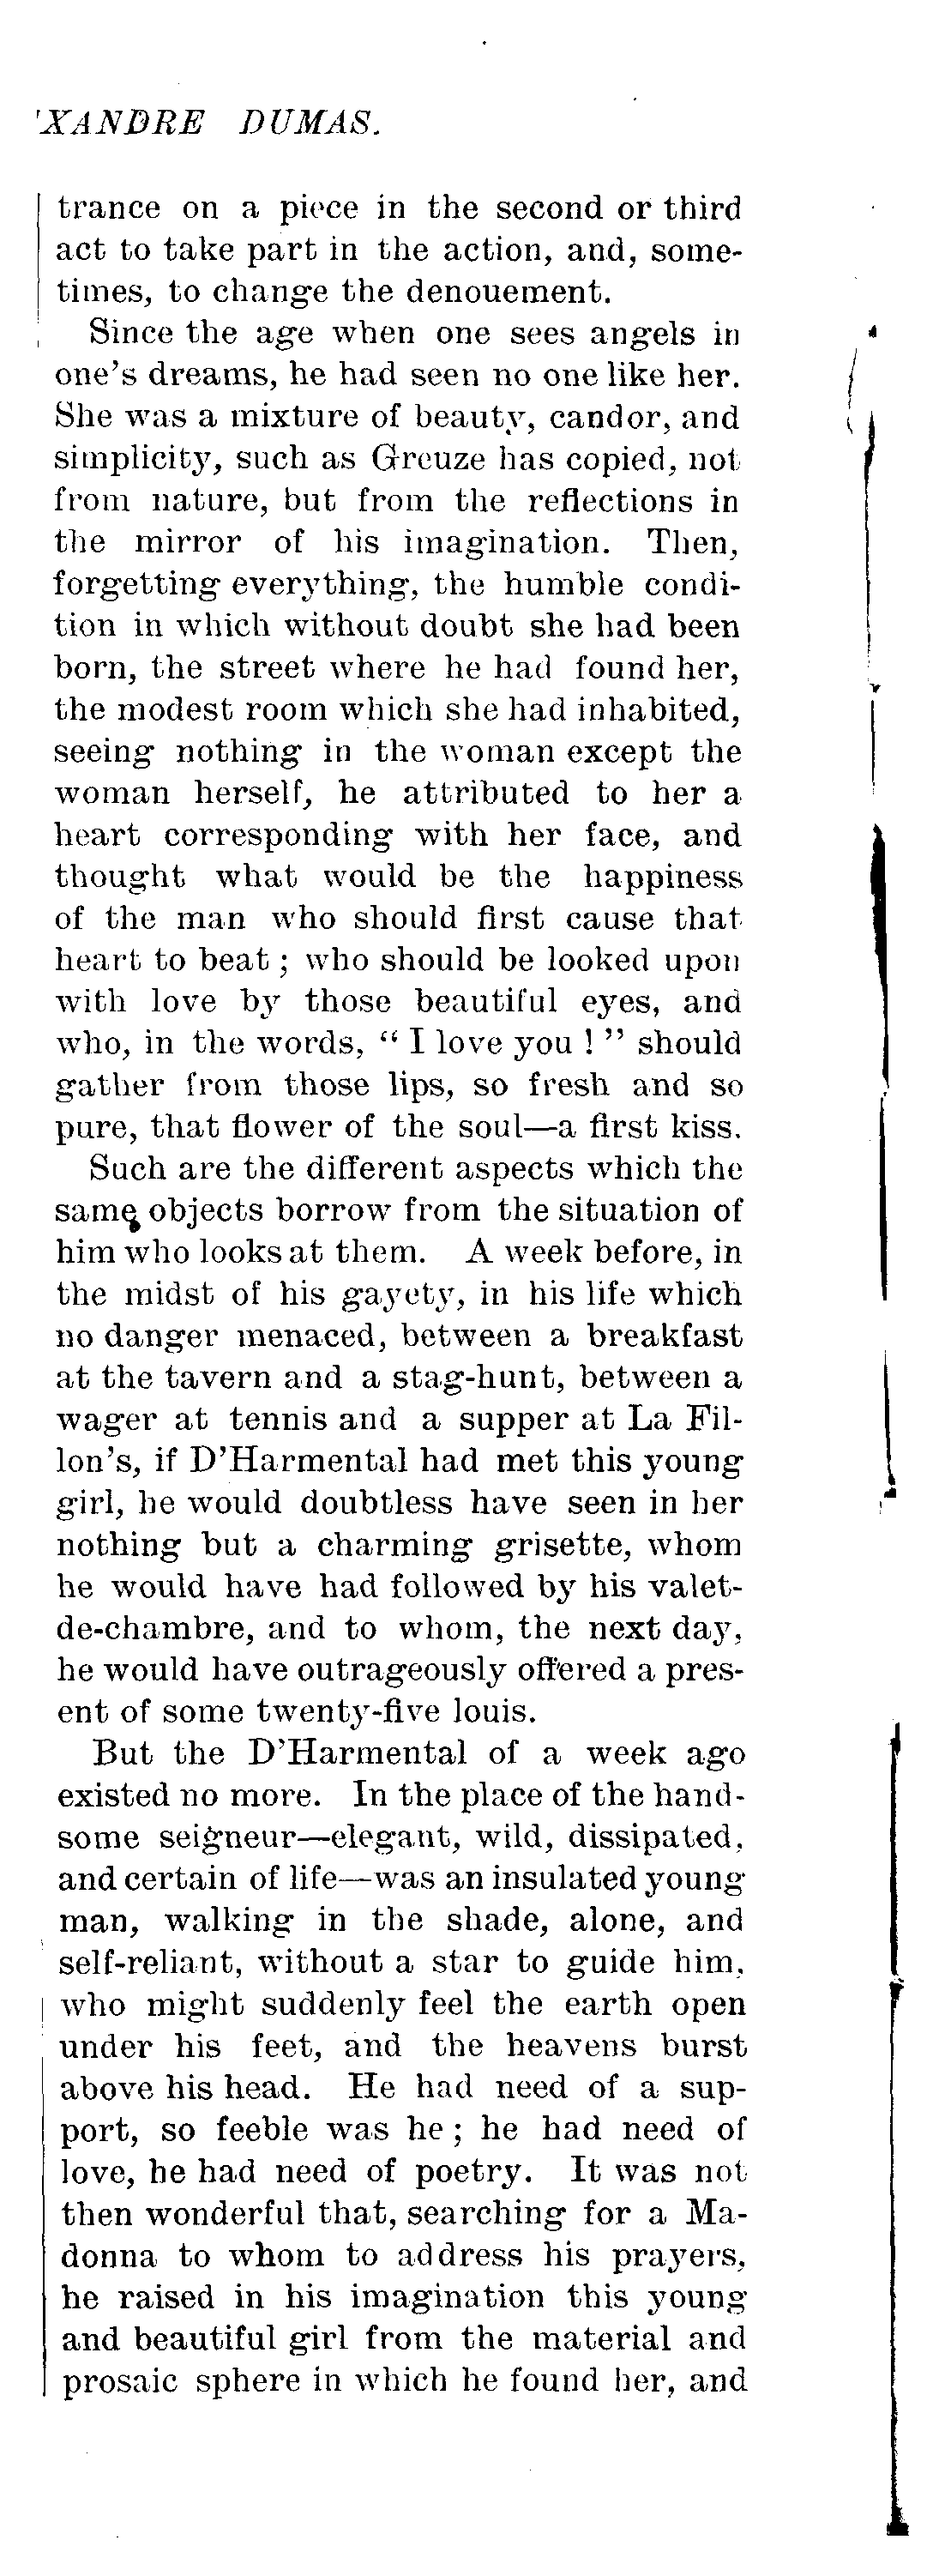 'XANDRE DUMAS.
trance on a piece in the second or third
act to take part in the action, and, some-
times, to change the denouement.
Since the age when one sees angels in
one's dreams, he had seen no one like her.
She was a mixture of beauty, candor, and
simplicity, such as Greuze has copied, not
from nature, but from the reflections in
the mirror of his imagination. Then,
forgetting everything, the humble condi-
tion in which without doubt she had been
born, the street where he had found her,
the modest room which she had inhabited,
seeing nothing in the woman except the
woman herself, he attributed to her a
heart corresponding with her face, and
thought what would be the happiness
of the man who should first cause that
heart to beat ; who should be looked upon
with love by those beautiful eyes, and
who, in the words, “ I love you ! ” should
gather from those lips, so fresh and so
pure, that flower of the soul—a first kiss.
Such are the different aspects which the
same objects borrow from the situation of
him who looks at them. A week before, in
the midst of his gayety, in his life which
no danger menaced, between a breakfast
at the tavern and a stag-hunt, between a
wager at tennis and a supper at La Fil-
lon's, if D'Harmental had met this young
girl, he would doubtless have seen in her
nothing but a charming grisette, whom
he would have had followed by his valet-
de-chambre, and to whom, the next day,
he would have outrageously offered a pres-
ent of some twenty-five louis.
But the D'Harmental of a week ago
existed no more. In the place of the hand-
some seigneur—elegant, wild, dissipated,
and certain of life—was an insulated young
man, walking in the shade, alone, and
self-reliant, without a star to guide him,
who might suddenly feel the earth open
under his feet, and the heavens burst
above his head. He had need of a sup-
port, so feeble was he ; he had need of
love, he had need of poetry. It was not
then wonderful that, searching for a Ma-
donna to whom to address his prayers,
he raised in his imagination this young
and beautiful girl from the material and
prosaic sphere in which he found her, and